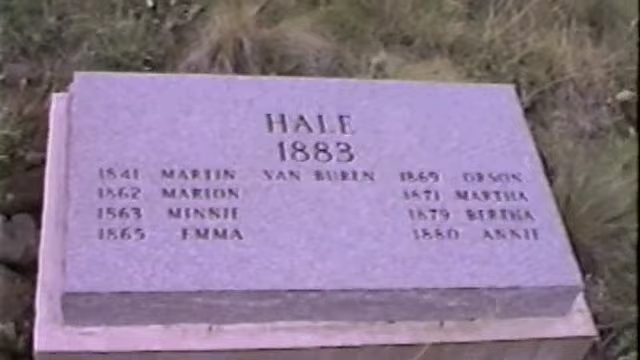 HALE
1883
1841 MARTIN VAN BUREN 1869 ORSON
1862 MARION 1871 MARTHA
1863 MINNIE 1879 BERTHA
1865 EMMA 1880 ANNIE